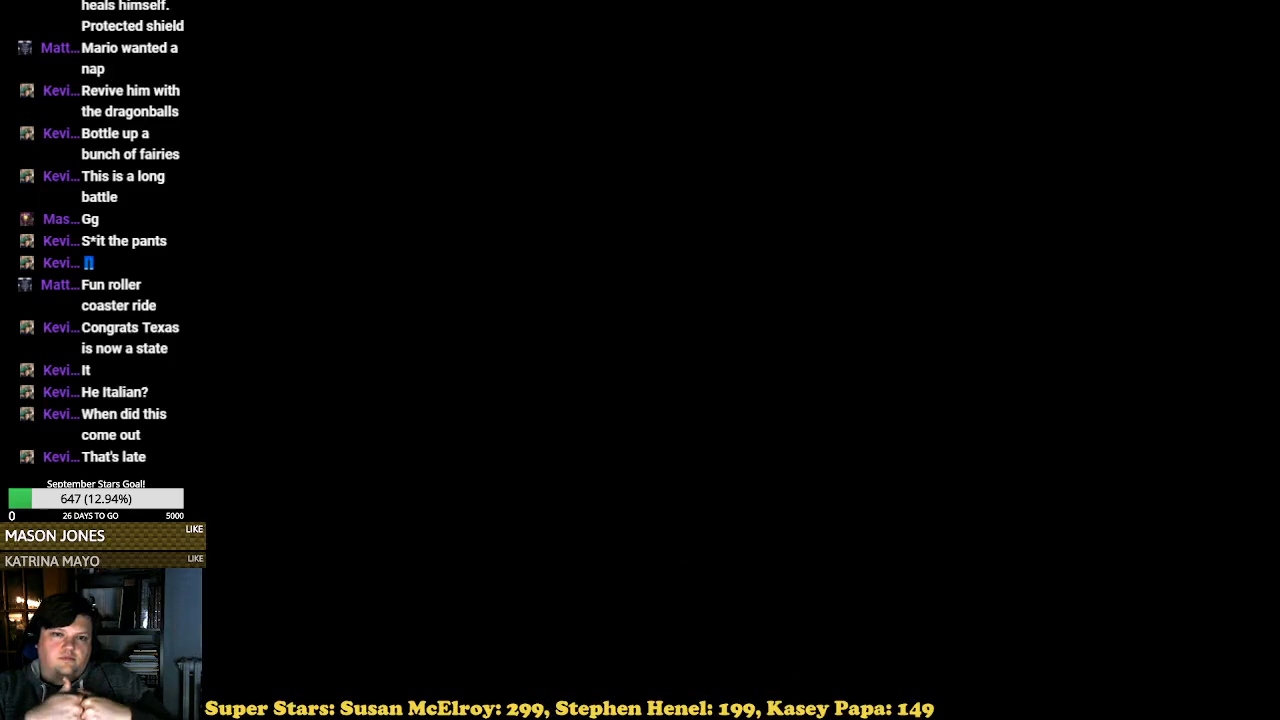 heals himself.
Protected shield
Matt... Mario wanted a
nap
Kevi... Revive him with
the dragonballs
Kevi... Bottle up a
bunch of fairies
Kevi... This is a long
battle
Mas... Gg
Kevi... S*it the pants
Kevi... 👖
Matt... Fun roller
coaster ride
Kevi... Congrats Texas
is now a state
Kevi... It
Kevi... He Italian?
Kevi... When did this
come out
Kevi... That's late
September Stars Goal!
647 (12.94%)
0 26 DAYS TO GO 5000
MASON JONES LIKE
KATRINA MAYO LIKE
Super Stars: Susan McElroy: 299, Stephen Henel: 199, Kasey Papa: 149